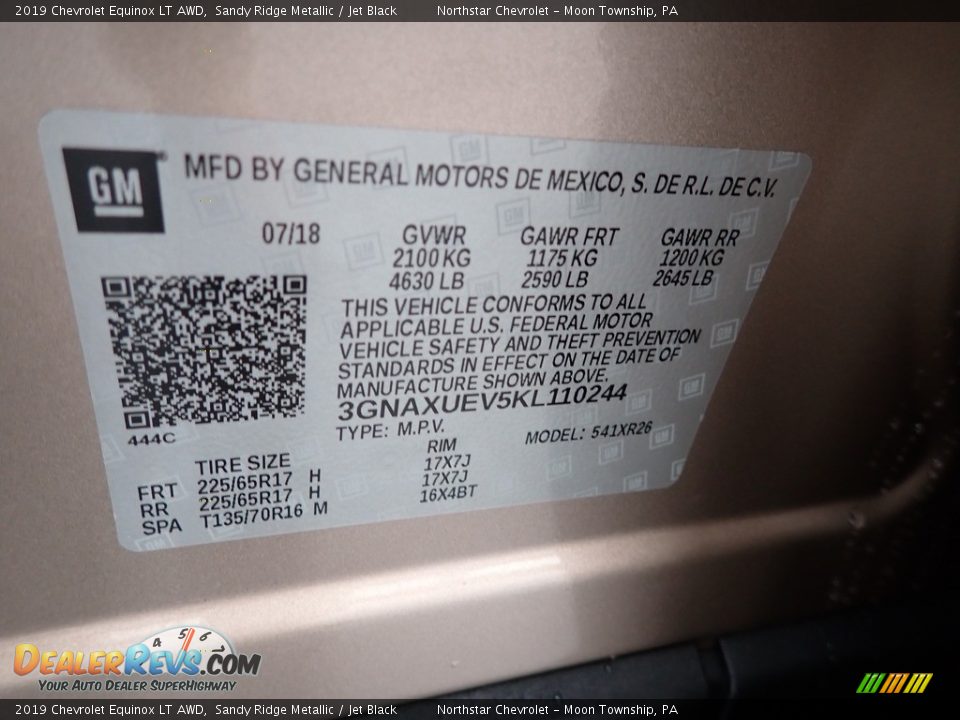 2019 Chevrolet Equinox LT AWD, Sandy Ridge Metallic / Jet Black Northstar Chevrolet – Moon Township, PA
GM MFD BY GENERAL MOTORS DE MEXICO, S. DE R.L. DE C.V.
07/18 GVWR GAWR FRT GAWR RR
2100 KG 1175 KG 1200 KG
4630 LB 2590 LB 2645 LB
THIS VEHICLE CONFORMS TO ALL
APPLICABLE U.S. FEDERAL MOTOR
VEHICLE SAFETY AND THEFT PREVENTION
STANDARDS IN EFFECT ON THE DATE OF
MANUFACTURE SHOWN ABOVE.
3GNAXUEV5KL110244
444C TYPE: M.P.V. MODEL: 541XR26
TIRE SIZE RIM
FRT 225/65R17 H 17X7J
RR 225/65R17 H 17X7J
SPA T135/70R16 M 16X4BT
4 5 6
DealerRevs.com
Your Auto Dealer SuperHighway
2019 Chevrolet Equinox LT AWD, Sandy Ridge Metallic / Jet Black Northstar Chevrolet – Moon Township, PA